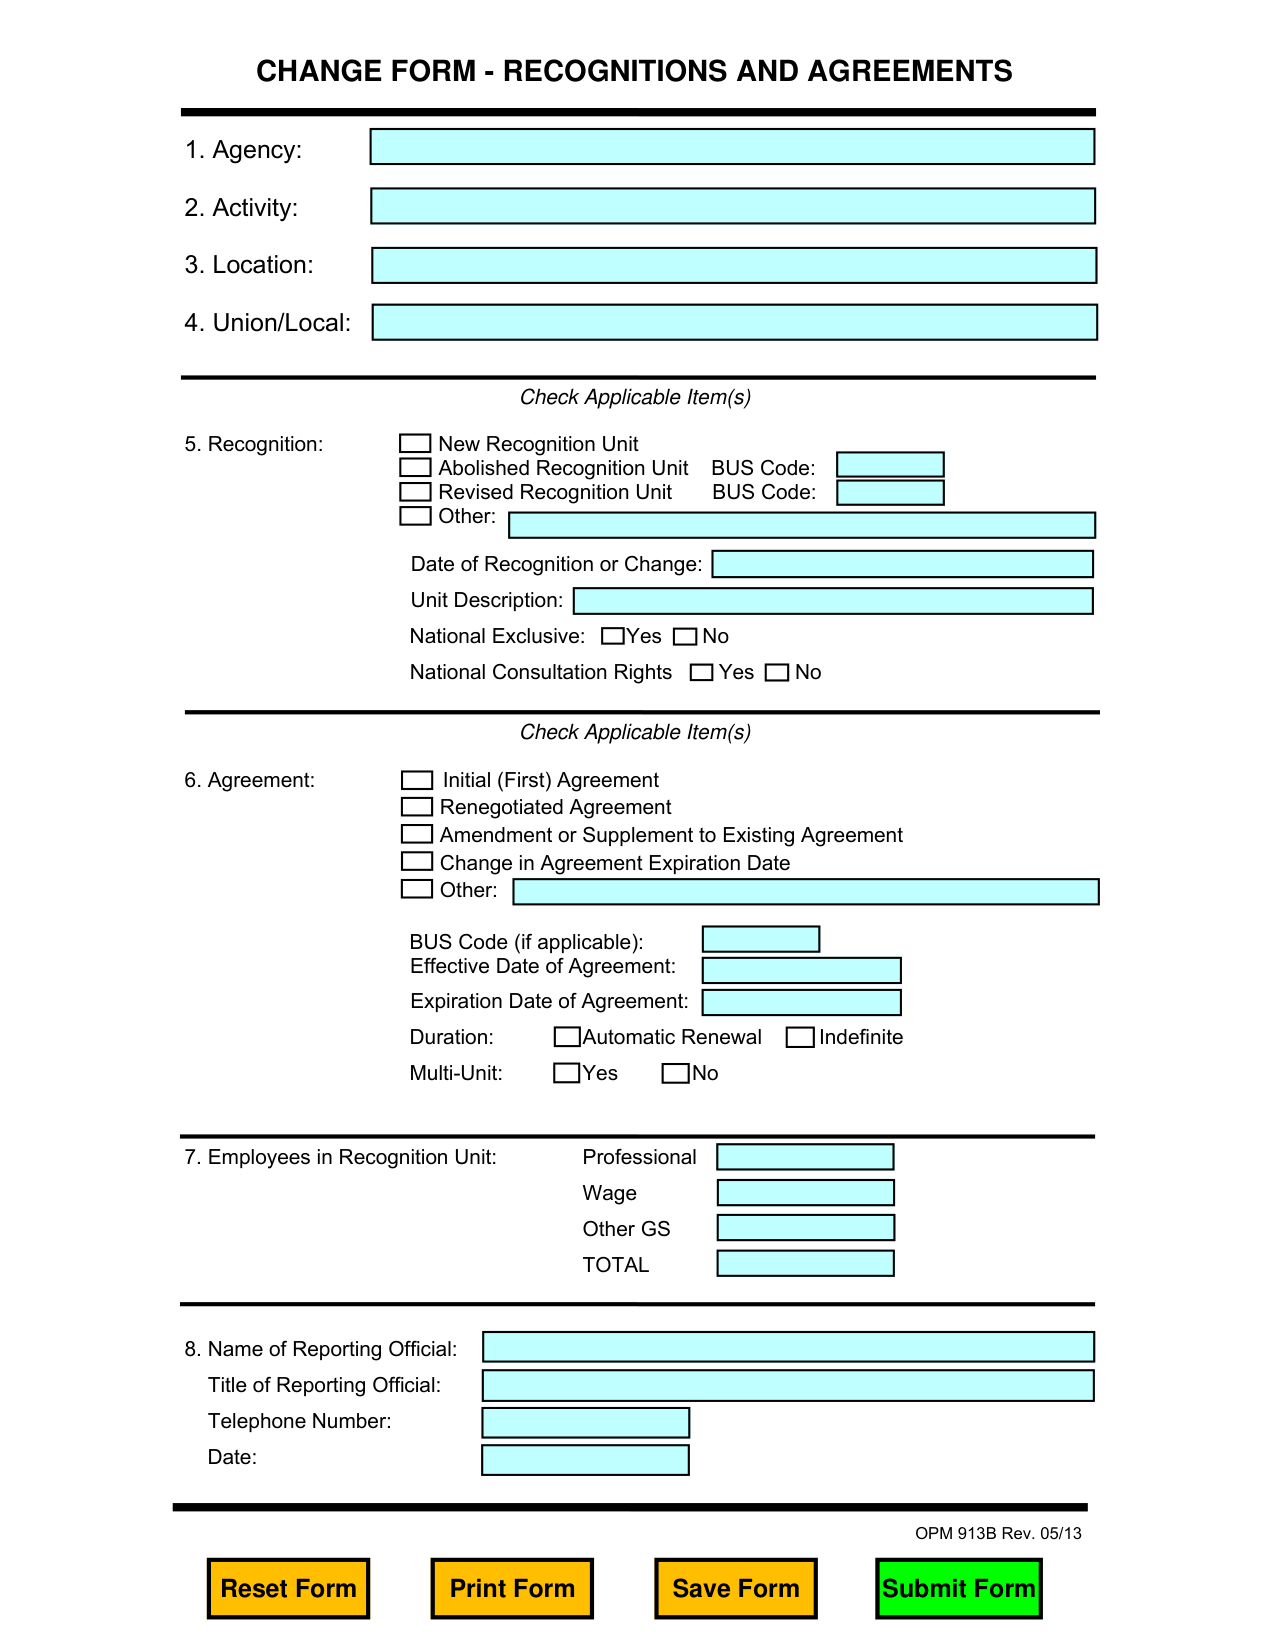 CHANGE FORM - RECOGNITIONS AND AGREEMENTS
1. Agency:
2. Activity:
3. Location:
4. Union/Local:
Check Applicable Item(s)
5. Recognition:
New Recognition Unit
Abolished Recognition Unit BUS Code:
Revised Recognition Unit BUS Code:
Other:
Date of Recognition or Change:
Unit Description:
National Exclusive: Yes No
National Consultation Rights Yes No
Check Applicable Item(s)
6. Agreement:
Initial (First) Agreement
Renegotiated Agreement
Amendment or Supplement to Existing Agreement
Change in Agreement Expiration Date
Other:
BUS Code (if applicable):
Effective Date of Agreement:
Expiration Date of Agreement:
Duration: Automatic Renewal Indefinite
Multi-Unit: Yes No
7. Employees in Recognition Unit: Professional
Wage
Other GS
TOTAL
8. Name of Reporting Official:
Title of Reporting Official:
Telephone Number:
Date:
OPM 913B Rev. 05/13
Reset Form Print Form Save Form Submit Form